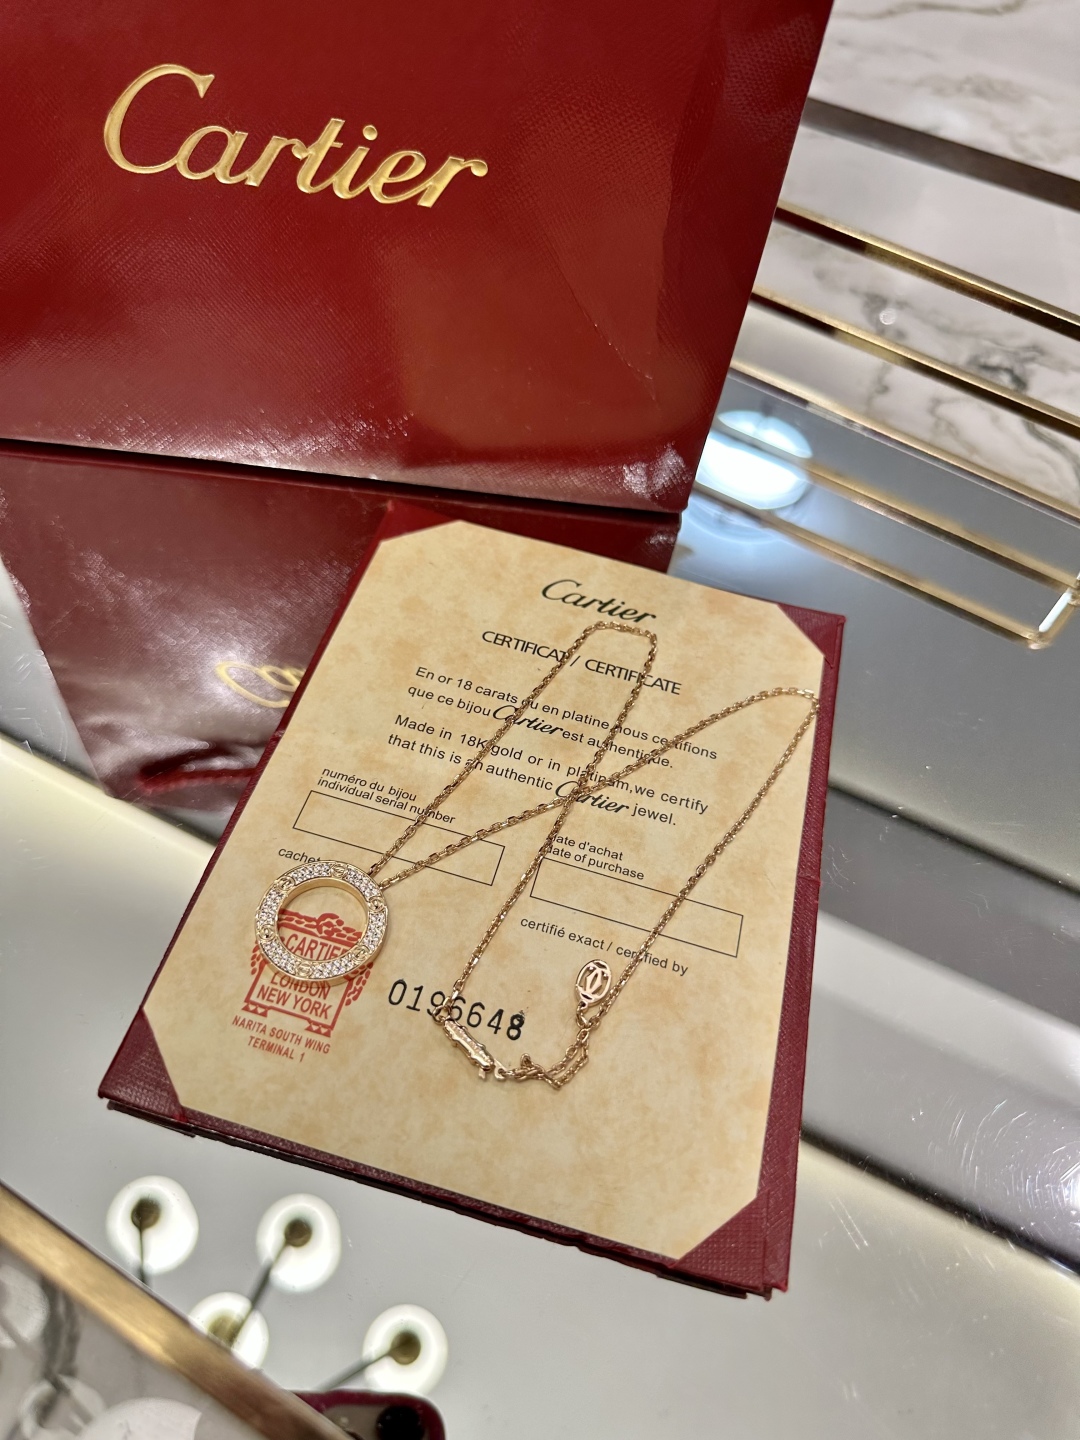 Cartier
Cartier
CERTIFICAT / CERTIFICATE
En or 18 carats ou en platine nous certifions
que ce bijou Cartier est authentique.
Made in 18K gold or in platinam,we certify
that this is an authentic Cartier jewel.
numéro du bijou
individual serial number
date d'achat
date of purchase
cachet
certifié exact / certified by
CARTIER
LONDON
NEW YORK
NARITA SOUTH WING
TERMINAL 1
0196648